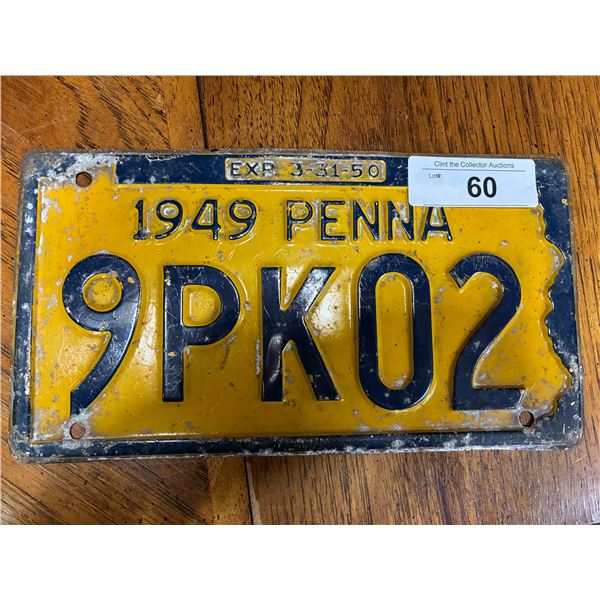 EXP. 3-31-50
Clint the Collector Auctions
Lot#:
60
1949 PENNA
9PK02